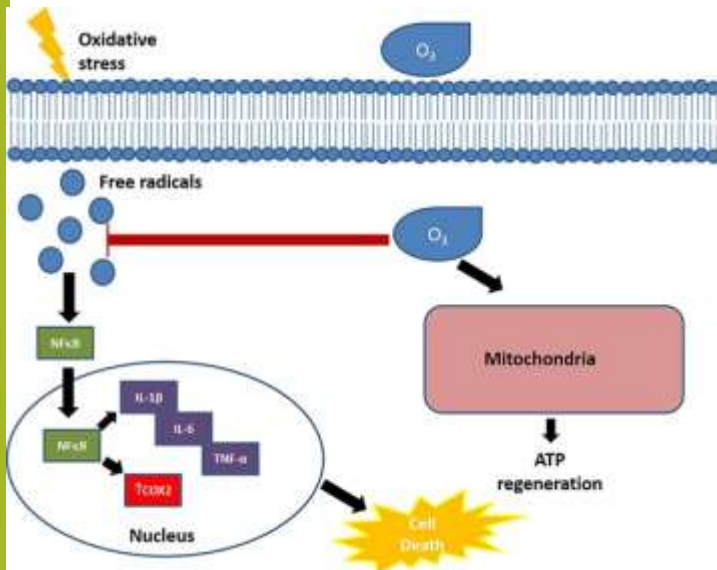 Oxidative
stress
O₃
Free radicals
O₃
NFκB
Mitochondria
IL-1β
IL-6
NFκB
TNF-α
↑COX2
ATP
regeneration
Nucleus
Cell
Death